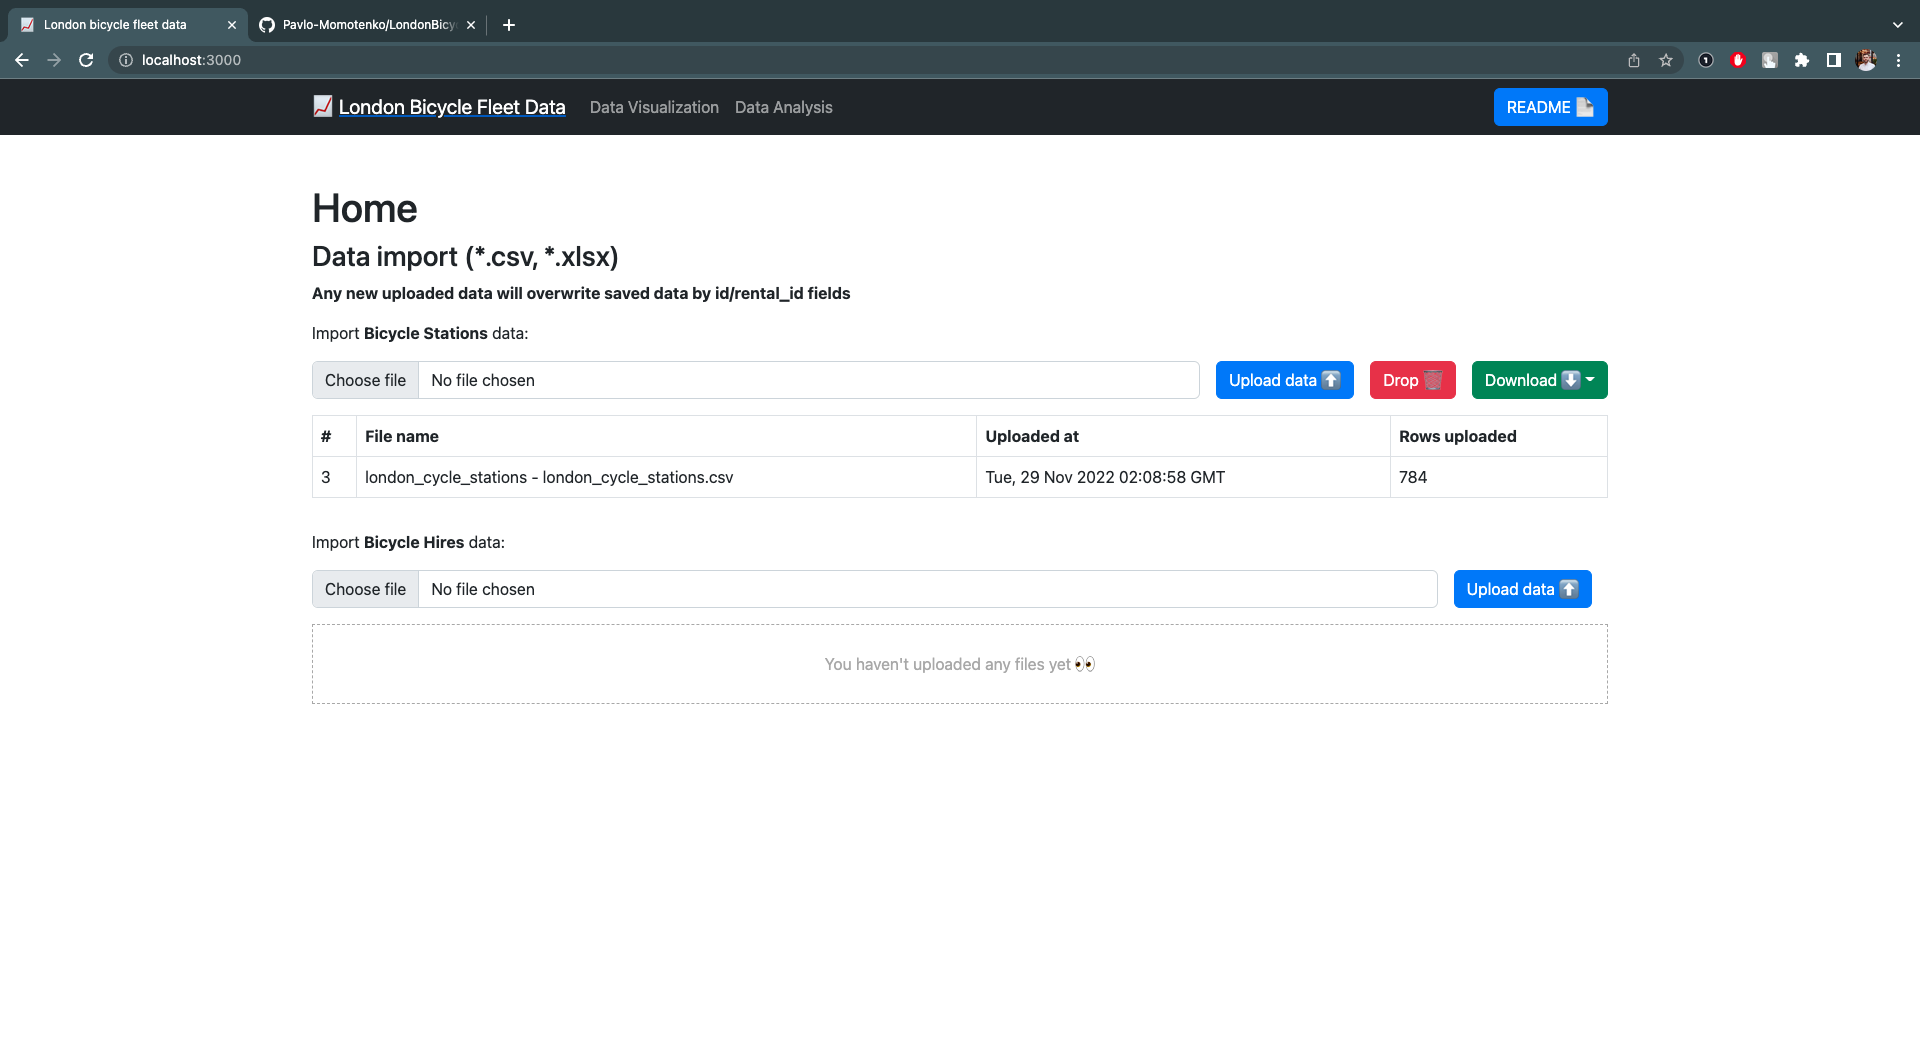 London bicycle fleet data
Pavlo-Momotenko/LondonBicy
localhost:3000
London Bicycle Fleet Data Data Visualization Data Analysis README
Home
Data import (*.csv, *.xlsx)
Any new uploaded data will overwrite saved data by id/rental_id fields
Import Bicycle Stations data:
Choose file No file chosen Upload data Drop Download
# File name Uploaded at Rows uploaded
3 london_cycle_stations - london_cycle_stations.csv Tue, 29 Nov 2022 02:08:58 GMT 784
Import Bicycle Hires data:
Choose file No file chosen Upload data
You haven't uploaded any files yet 👀